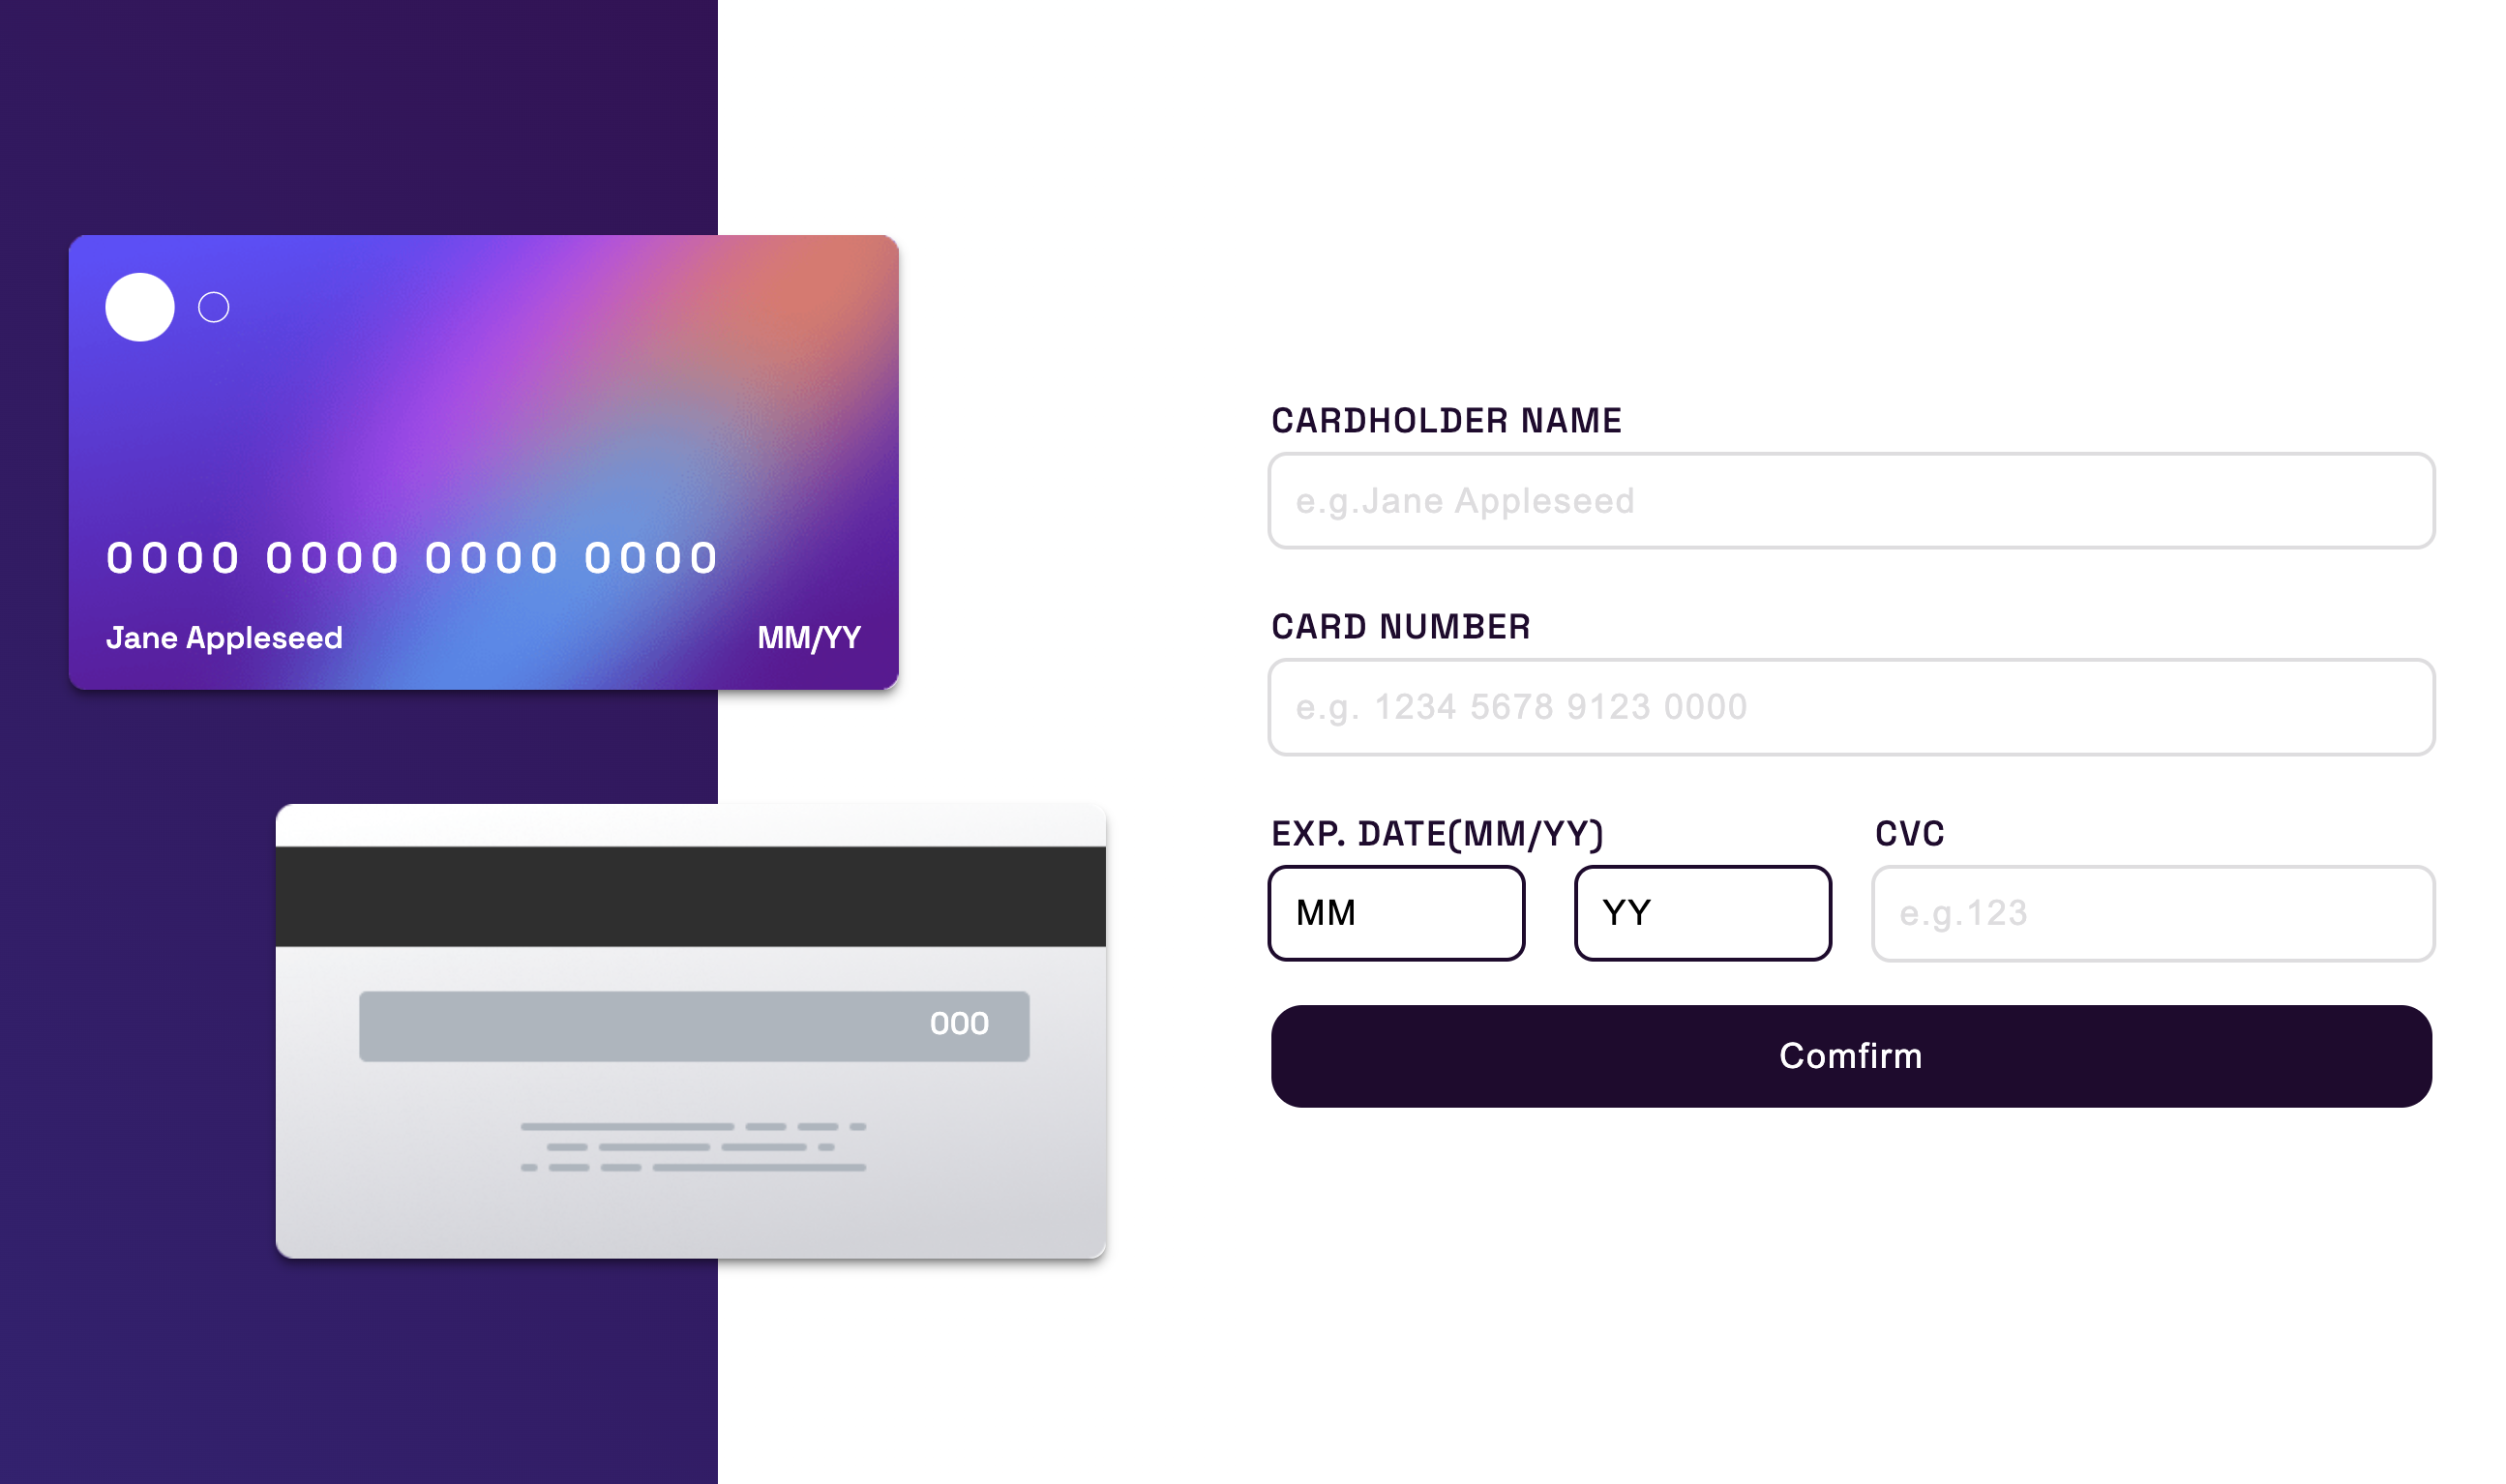 0000 0000 0000 0000
Jane Appleseed MM/YY
000
CARDHOLDER NAME
e.g.Jane Appleseed
CARD NUMBER
e.g. 1234 5678 9123 0000
EXP. DATE(MM/YY) CVC
MM YY e.g.123
Comfirm